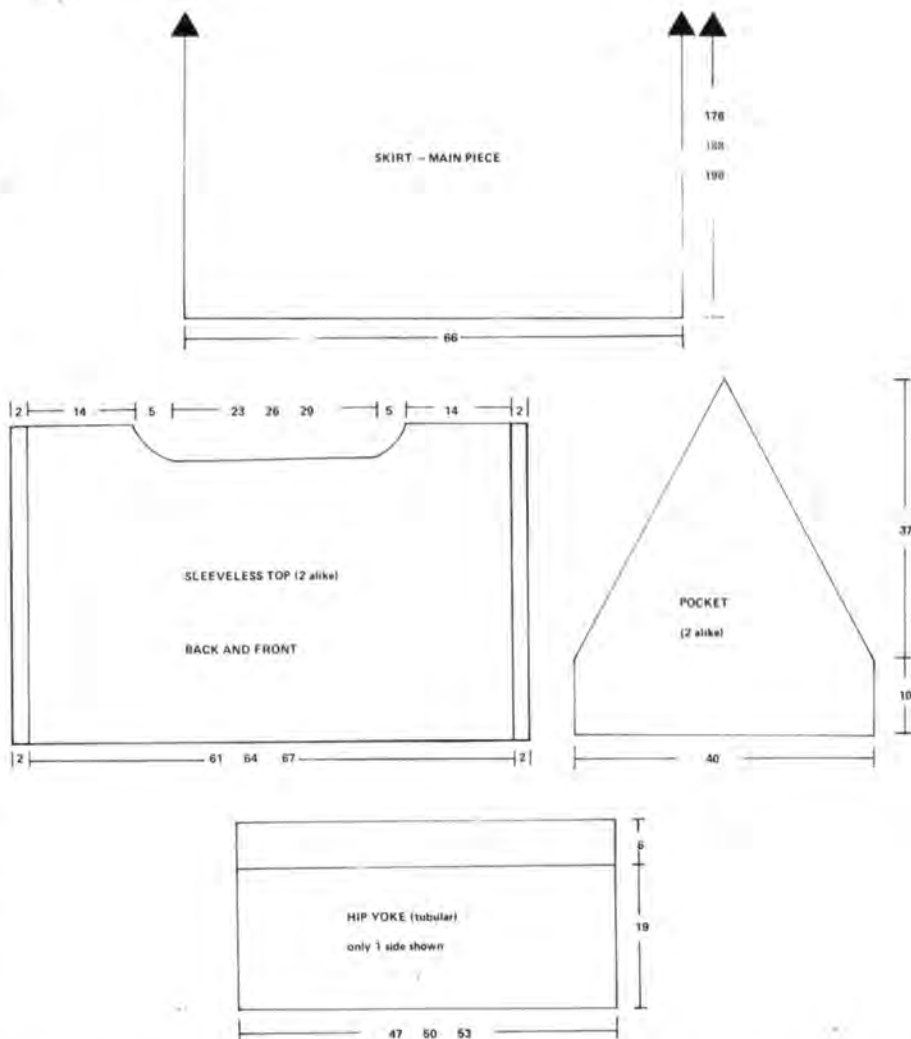 176
188
SKIRT – MAIN PIECE
190
66
2 14 5 23 26 29 5 14 2
37
SLEEVELESS TOP (2 alike)
POCKET
(2 alike)
BACK AND FRONT
10
2 61 64 67 2
40
6
HIP YOKE (tubular)
only 1 side shown
19
47 50 53